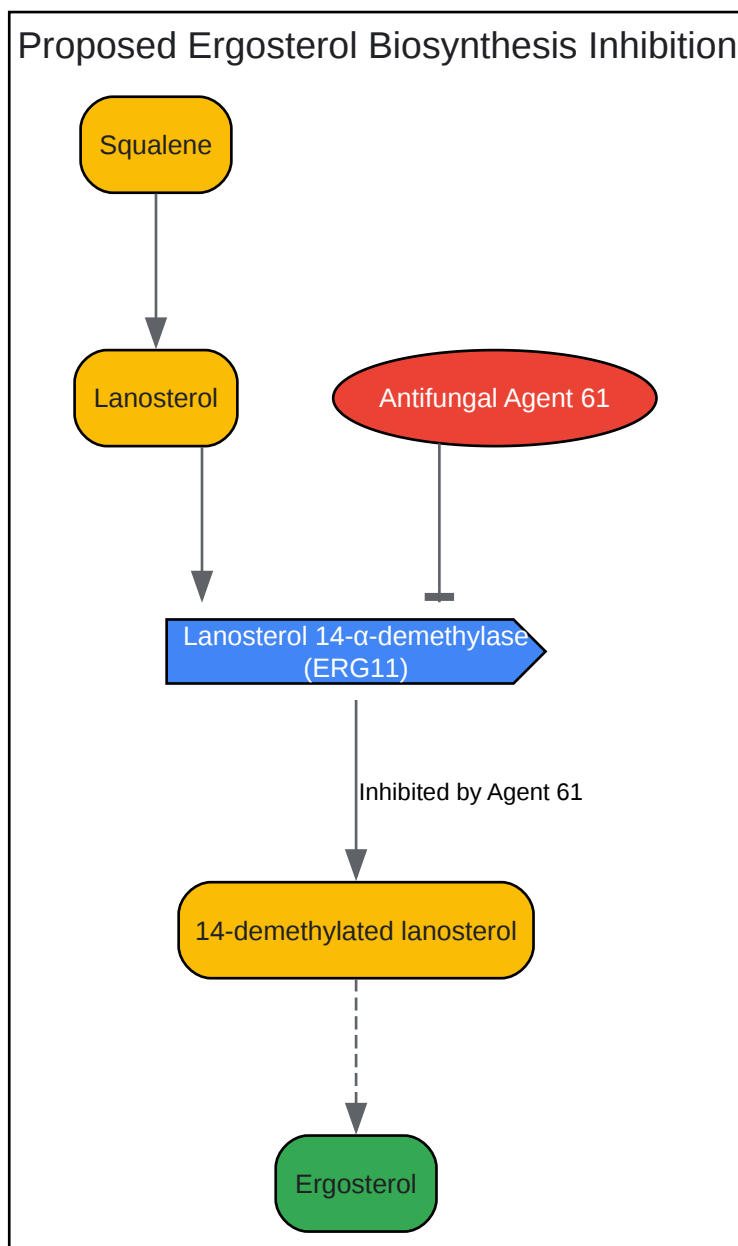 Proposed Ergosterol Biosynthesis Inhibition
Squalene
Lanosterol
Antifungal Agent 61
Lanosterol 14-α-demethylase
(ERG11)
Inhibited by Agent 61
14-demethylated lanosterol
Ergosterol